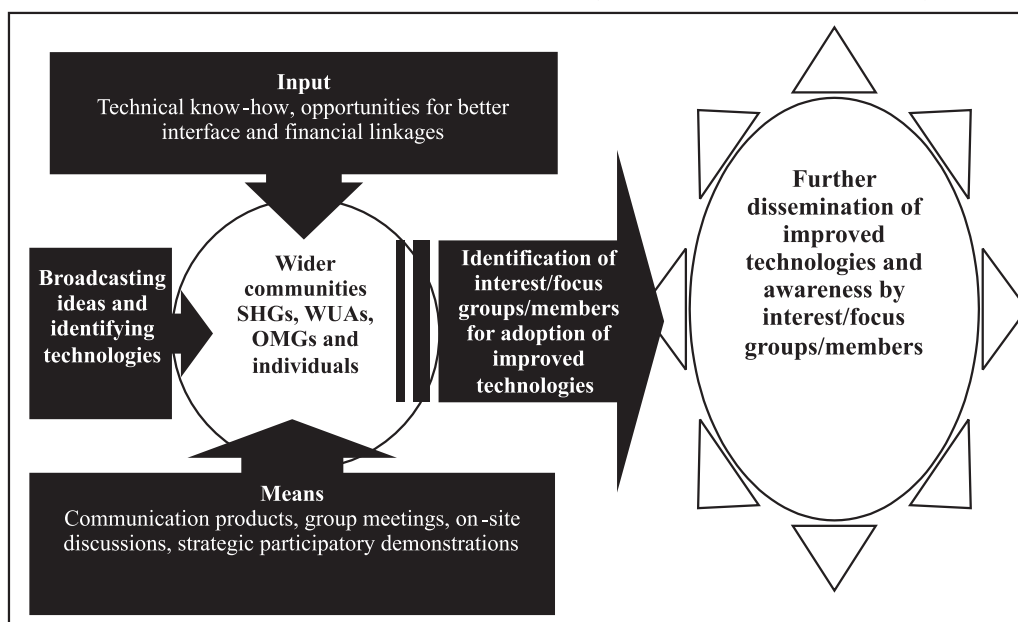 Input
Technical know-how, opportunities for better
interface and financial linkages
Broadcasting
ideas and
identifying
technologies
Wider
communities
SHGs, WUAs,
OMGs and
individuals
Identification of
interest/focus
groups/members
for adoption of
improved
technologies
Further
dissemination of
improved
technologies and
awareness by
interest/focus
groups/members
Means
Communication products, group meetings, on-site
discussions, strategic participatory demonstrations